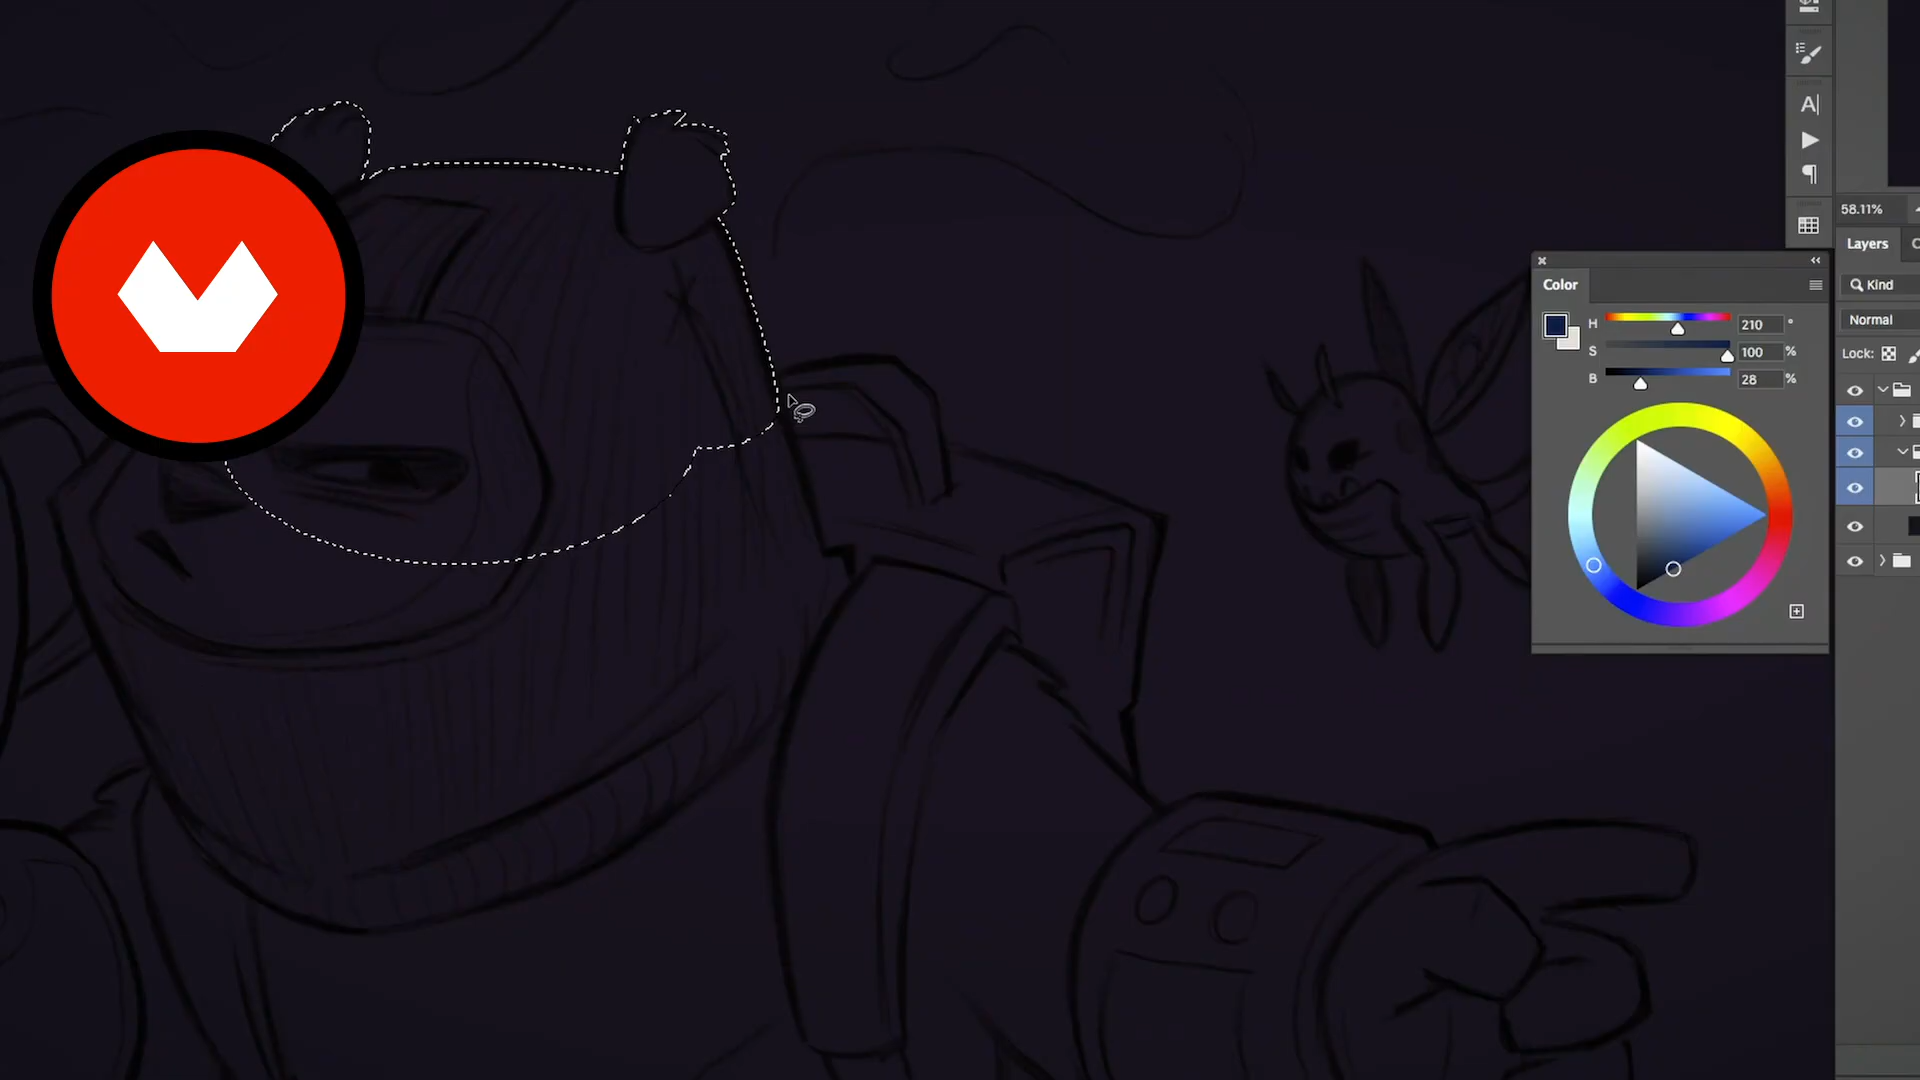 A|
58.11%
Layers
C
Color
Kind
H 210 °
Normal
S 100 %
Lock:
B 28 %